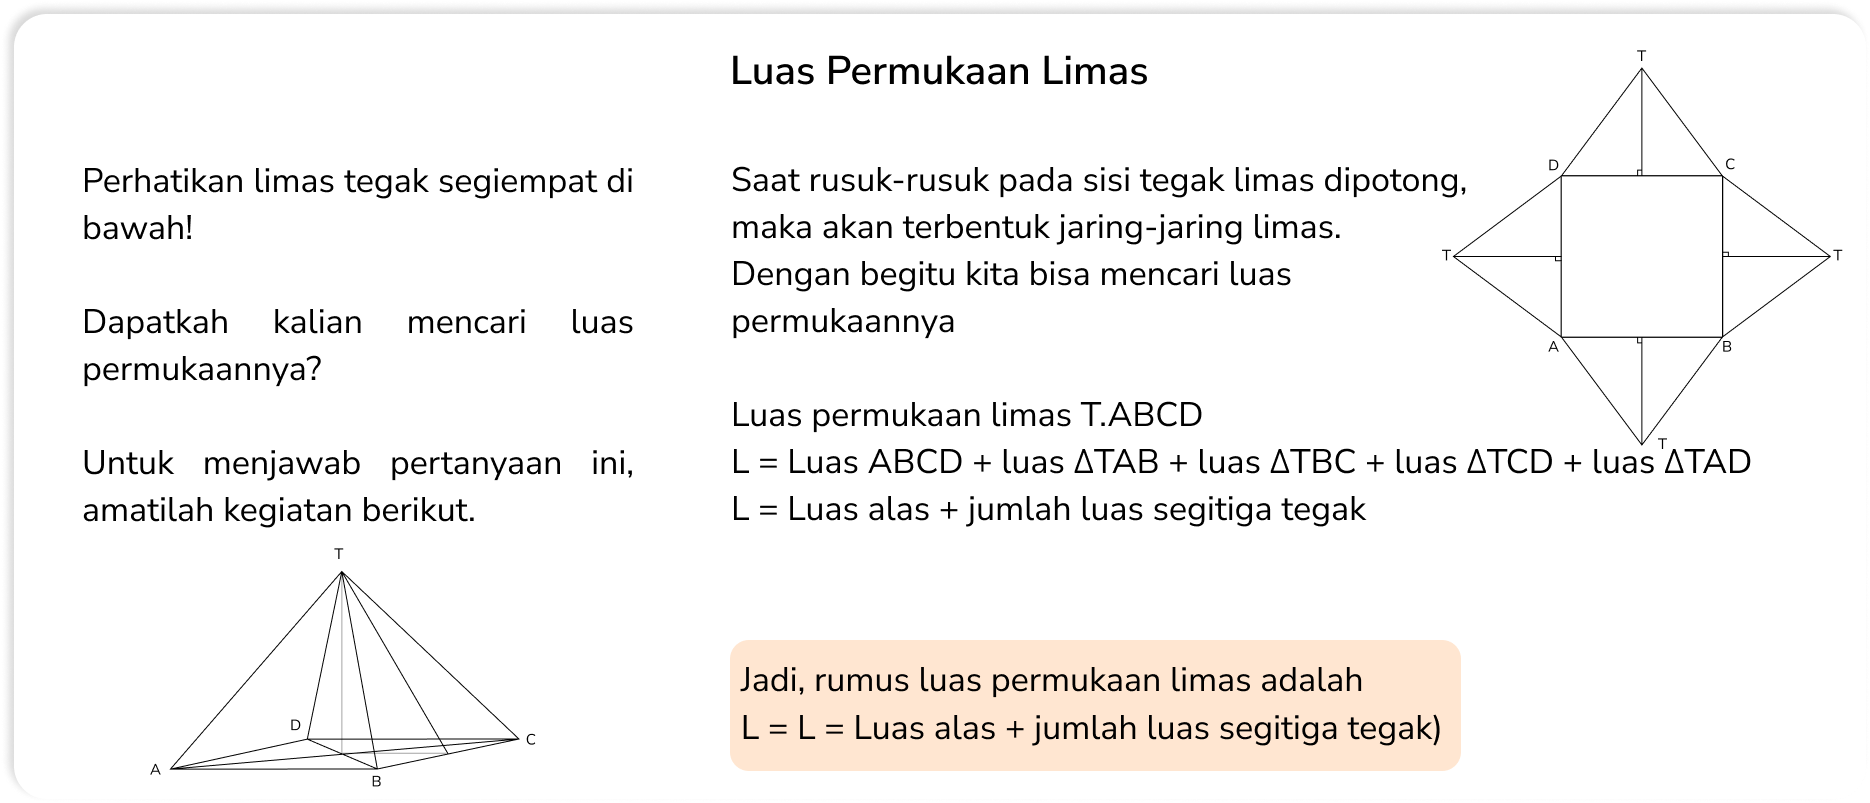 Luas Permukaan Limas
Perhatikan limas tegak segiempat di
bawah!
Dapatkah kalian mencari luas
permukaannya?
Untuk menjawab pertanyaan ini,
amatilah kegiatan berikut.
T
D
C
A
B
Saat rusuk-rusuk pada sisi tegak limas dipotong,
maka akan terbentuk jaring-jaring limas.
Dengan begitu kita bisa mencari luas
permukaannya
T
D
C
T
T
A
B
T
Luas permukaan limas T.ABCD
L = Luas ABCD + luas ΔTAB + luas ΔTBC + luas ΔTCD + luas ΔTAD
L = Luas alas + jumlah luas segitiga tegak
Jadi, rumus luas permukaan limas adalah
L = L = Luas alas + jumlah luas segitiga tegak)